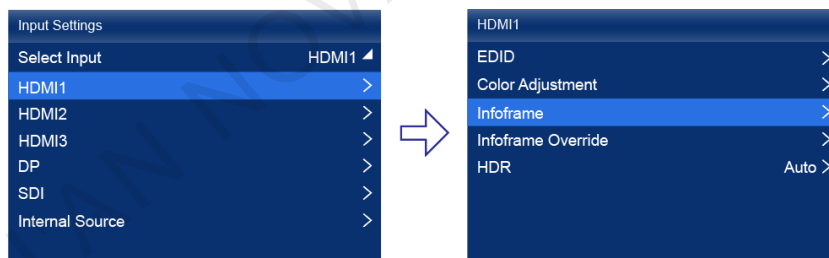 Input Settings
Select Input HDMI1
HDMI1 >
HDMI2 >
HDMI3 >
DP >
SDI >
Internal Source >
HDMI1
EDID >
Color Adjustment >
Infoframe >
Infoframe Override >
HDR Auto >